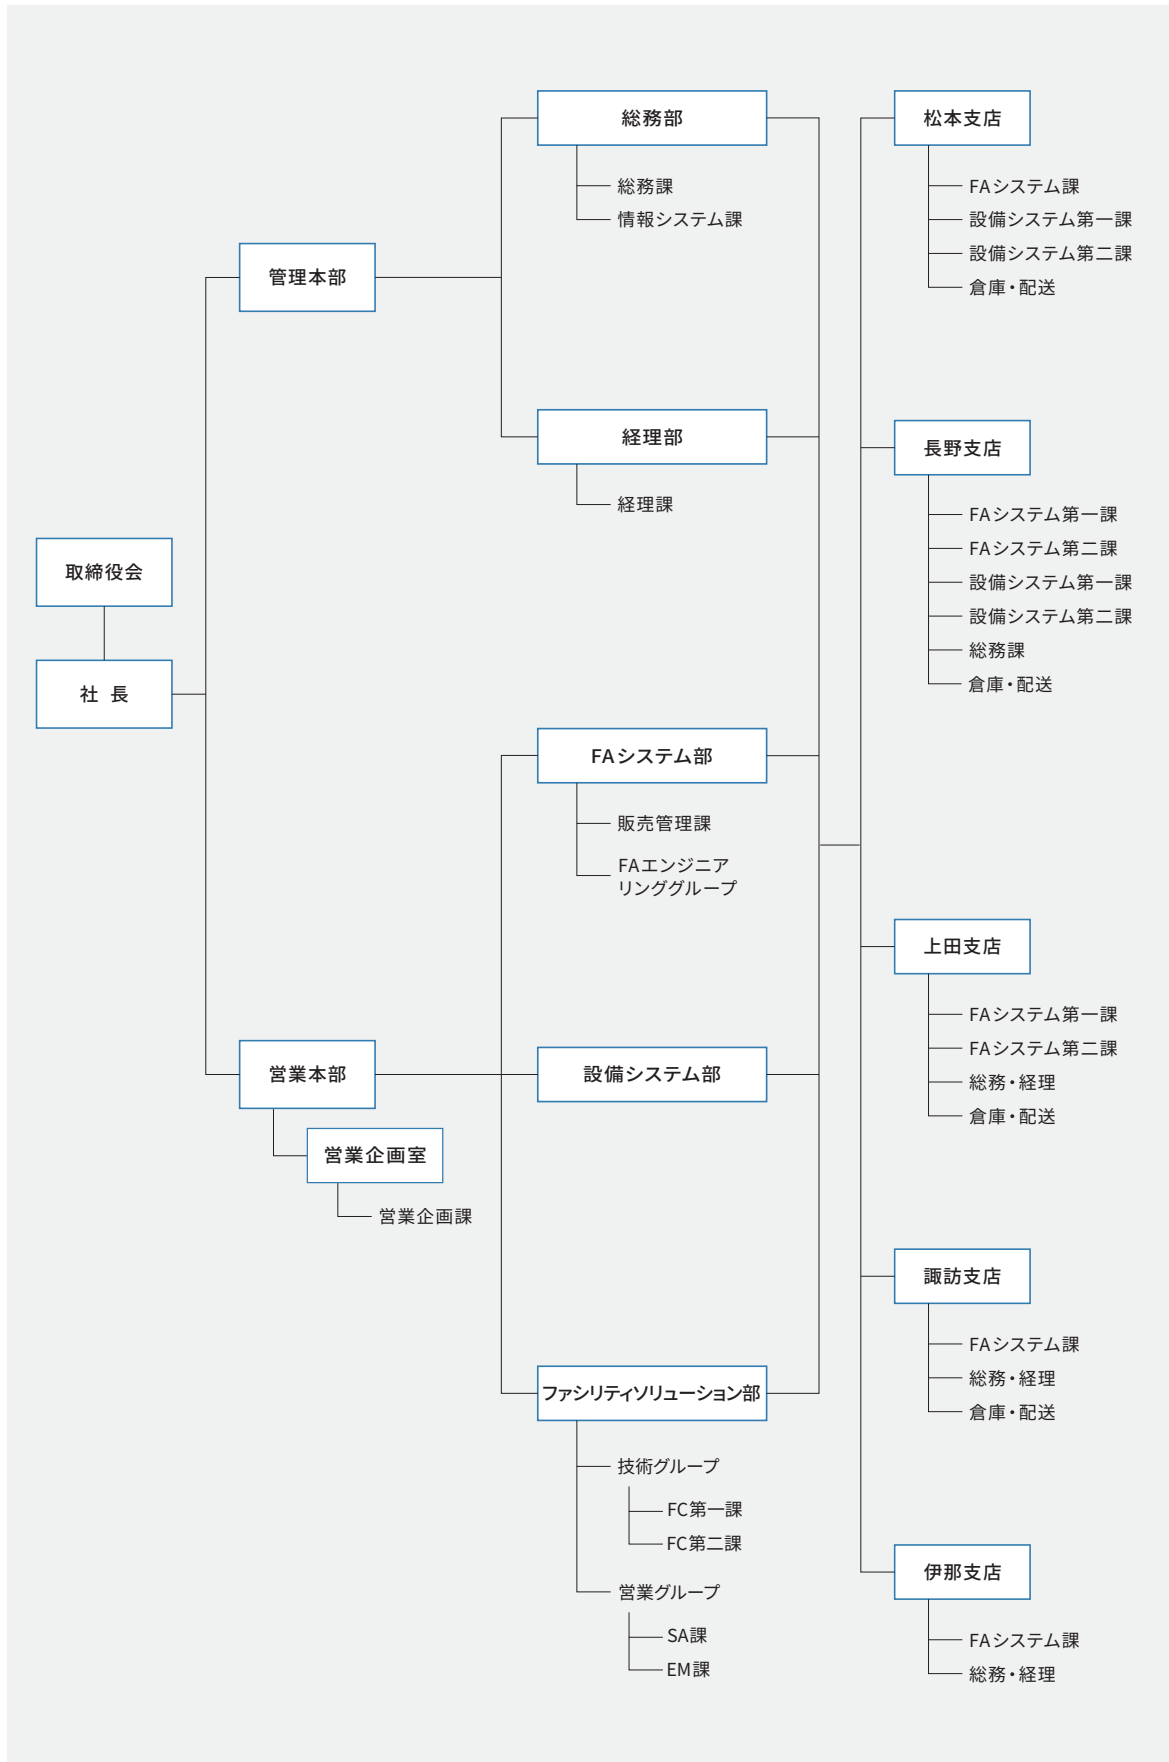 取締役会
社 長
管理本部
総務部
総務課
情報システム課
経理部
経理課
営業本部
営業企画室
営業企画課
FAシステム部
販売管理課
FAエンジニア
リンググループ
設備システム部
ファシリティソリューション部
技術グループ
FC第一課
FC第二課
営業グループ
SA課
EM課
松本支店
FAシステム課
設備システム第一課
設備システム第二課
倉庫・配送
長野支店
FAシステム第一課
FAシステム第二課
設備システム第一課
設備システム第二課
総務課
倉庫・配送
上田支店
FAシステム第一課
FAシステム第二課
総務・経理
倉庫・配送
諏訪支店
FAシステム課
総務・経理
倉庫・配送
伊那支店
FAシステム課
総務・経理